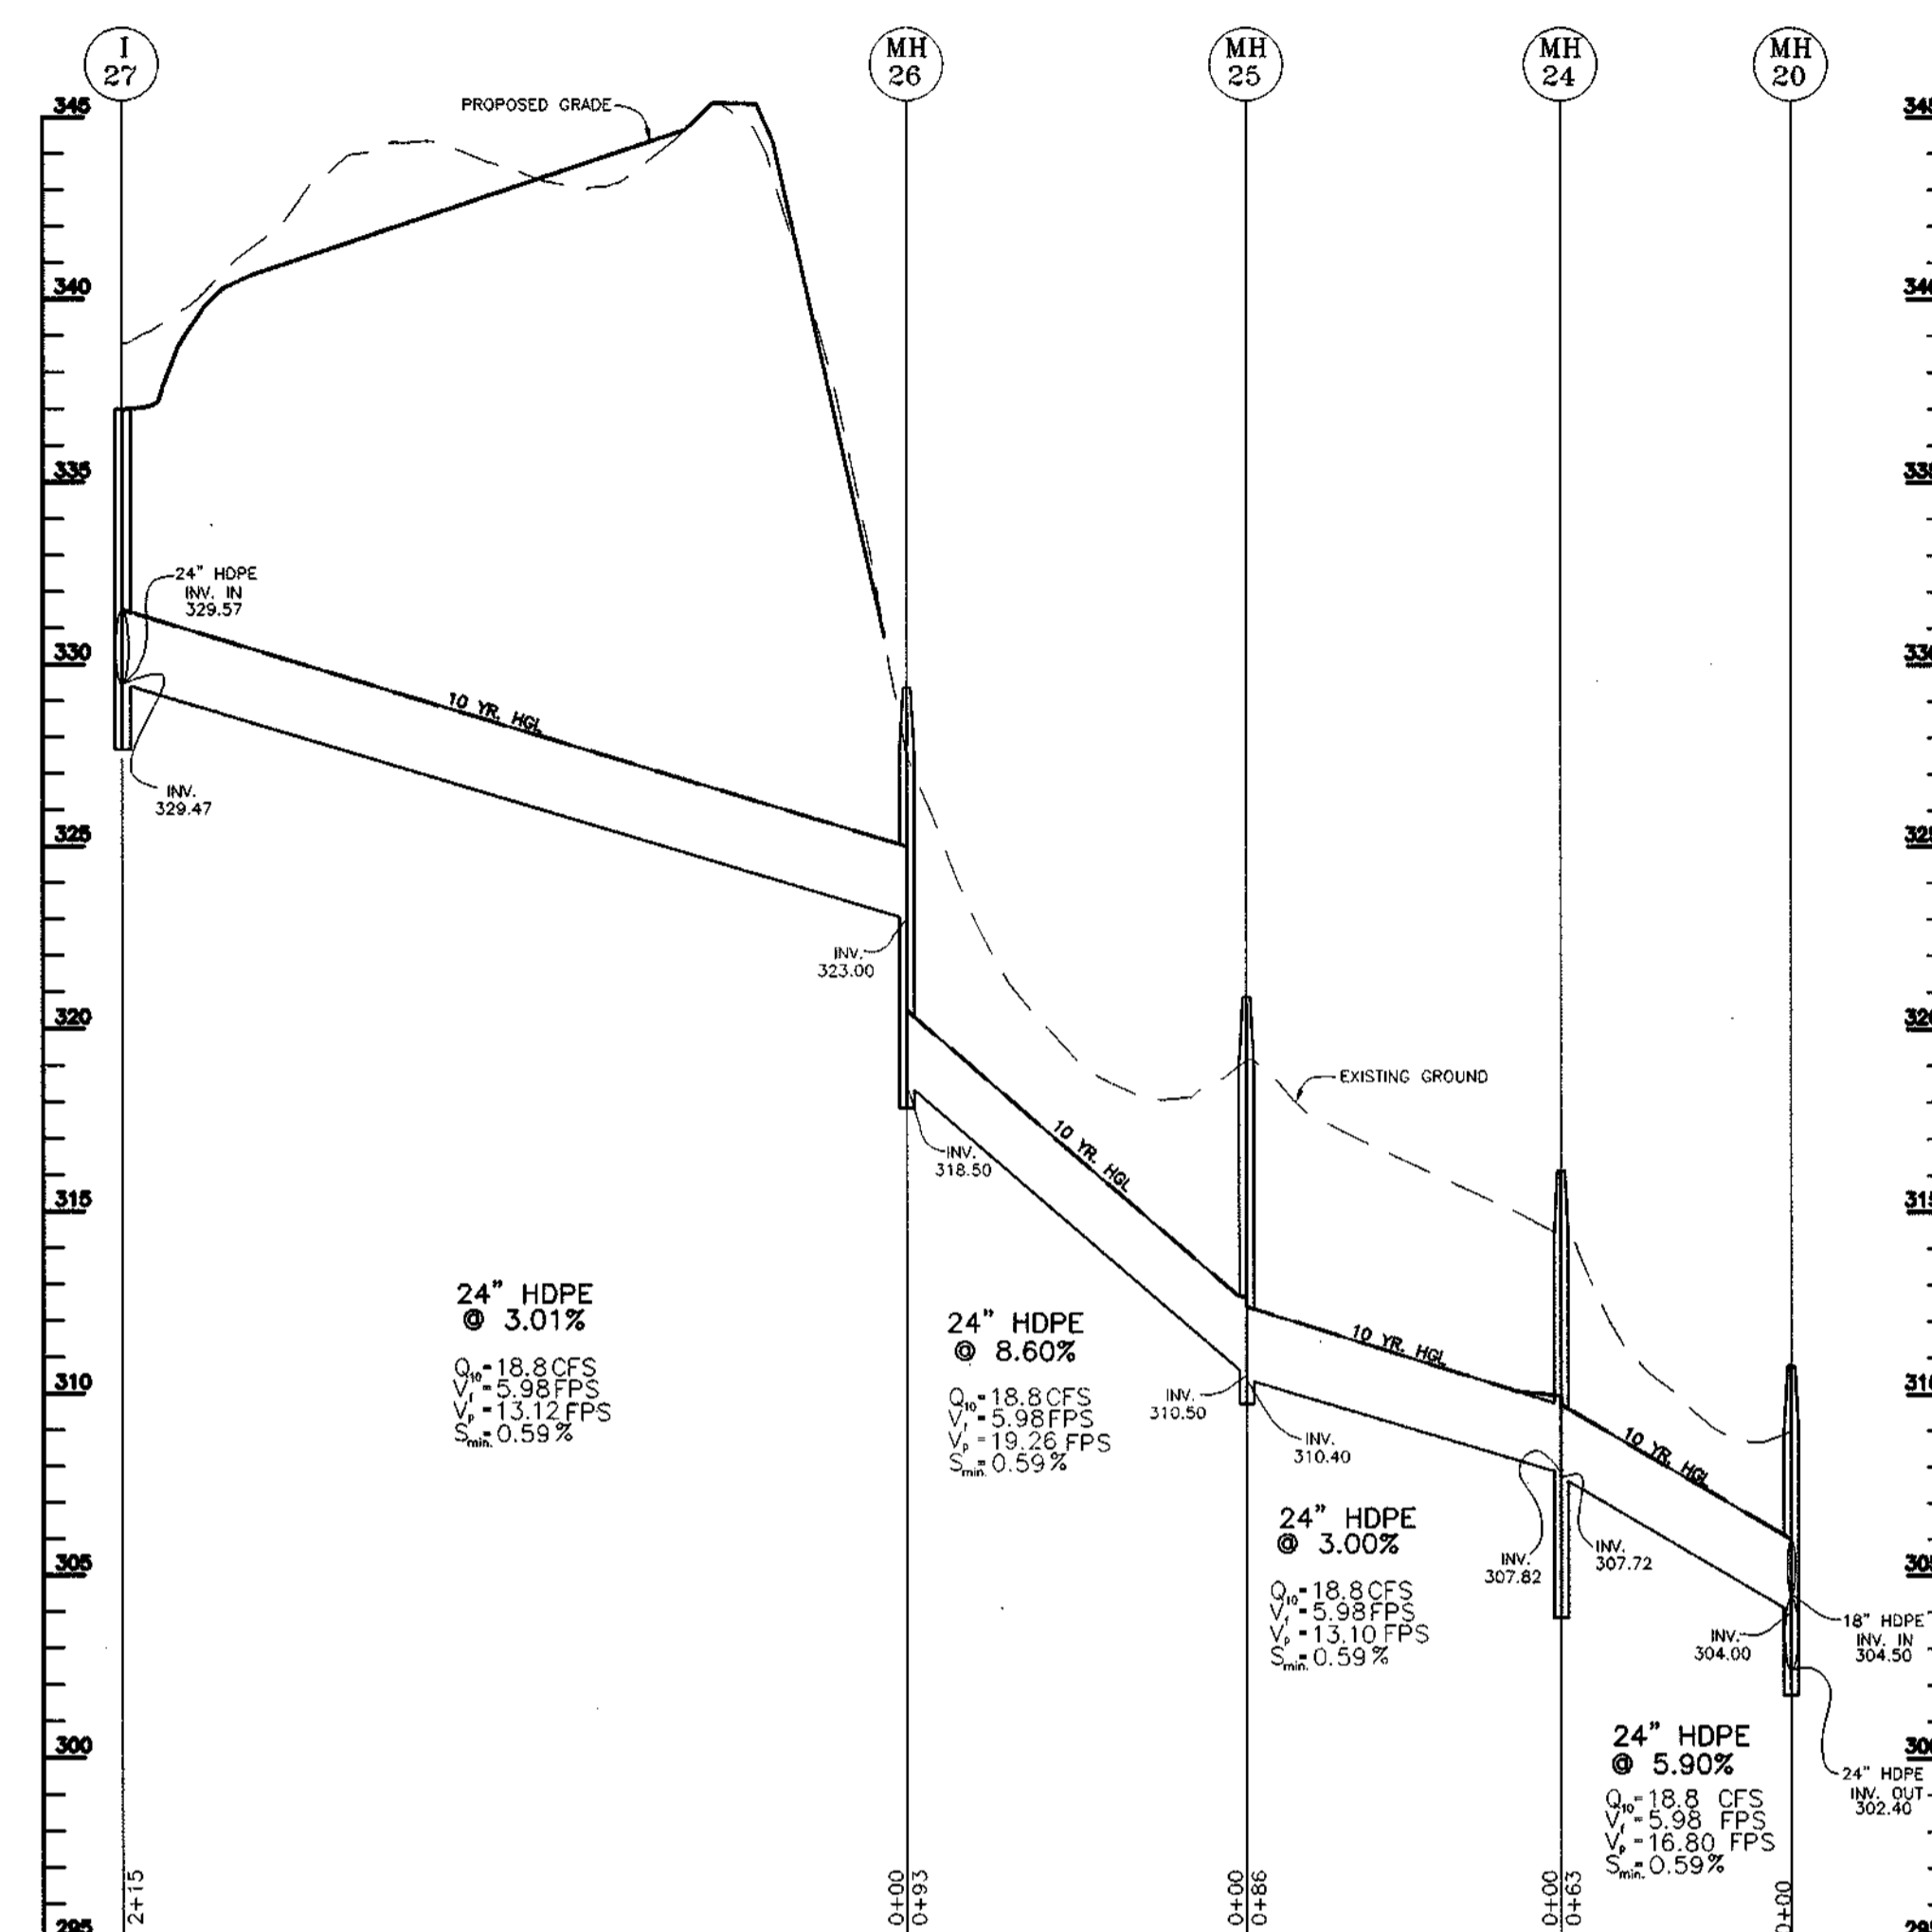 I
27
MH
26
MH
25
MH
24
MH
20
345
340
335
330
325
320
315
310
305
300
295
PROPOSED GRADE
24" HDPE
INV. IN
329.57
INV.
329.47
10 YR. HGL
INV.
323.00
INV.
318.50
10 YR. HGL
EXISTING GROUND
10 YR. HGL
INV.
310.50
INV.
310.40
10 YR. HGL
INV.
307.82
INV.
307.72
INV.
304.00
18" HDPE
INV. IN
304.50
24" HDPE
INV. OUT
302.40
24" HDPE
@ 3.01%
Q10=18.8 CFS
Vf=5.98 FPS
Vp=13.12 FPS
Smin.=0.59%
24" HDPE
@ 8.60%
Q10=18.8 CFS
Vf=5.98 FPS
Vp=19.26 FPS
Smin.=0.59%
24" HDPE
@ 3.00%
Q10=18.8 CFS
Vf=5.98 FPS
Vp=13.10 FPS
Smin.=0.59%
24" HDPE
@ 5.90%
Q10=18.8 CFS
Vf=5.98 FPS
Vp=16.80 FPS
Smin.=0.59%
2+15
0+00
0+93
0+00
0+86
0+00
0+63
0+00